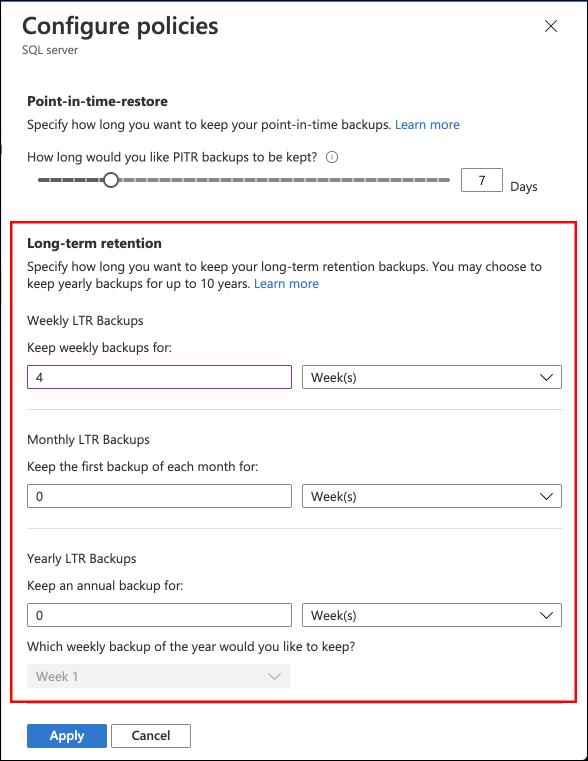 Configure policies
SQL server
Point-in-time-restore
Specify how long you want to keep your point-in-time backups. Learn more
How long would you like PITR backups to be kept?
7 Days
Long-term retention
Specify how long you want to keep your long-term retention backups. You may choose to
keep yearly backups for up to 10 years. Learn more
Weekly LTR Backups
Keep weekly backups for:
4 Week(s)
Monthly LTR Backups
Keep the first backup of each month for:
0 Week(s)
Yearly LTR Backups
Keep an annual backup for:
0 Week(s)
Which weekly backup of the year would you like to keep?
Week 1
Apply Cancel